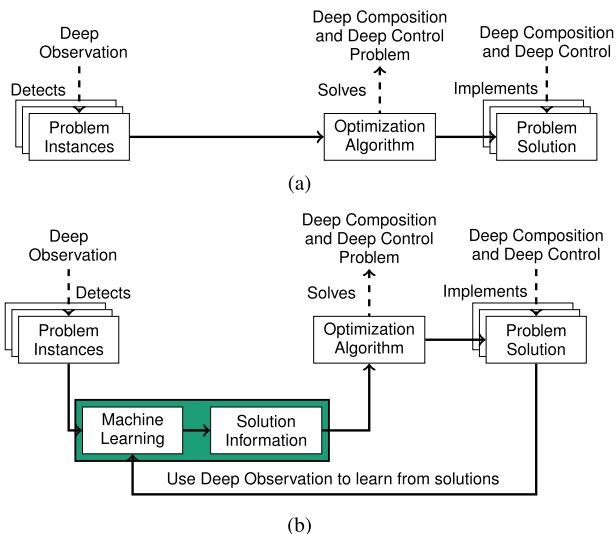 Deep
Observation
Detects
Problem
Instances
Deep Composition
and Deep Control
Problem
Solves
Optimization
Algorithm
Deep Composition
and Deep Control
Implements
Problem
Solution
(a)
Deep
Observation
Detects
Problem
Instances
Deep Composition
and Deep Control
Problem
Solves
Optimization
Algorithm
Deep Composition
and Deep Control
Implements
Problem
Solution
Machine
Learning
Solution
Information
Use Deep Observation to learn from solutions
(b)